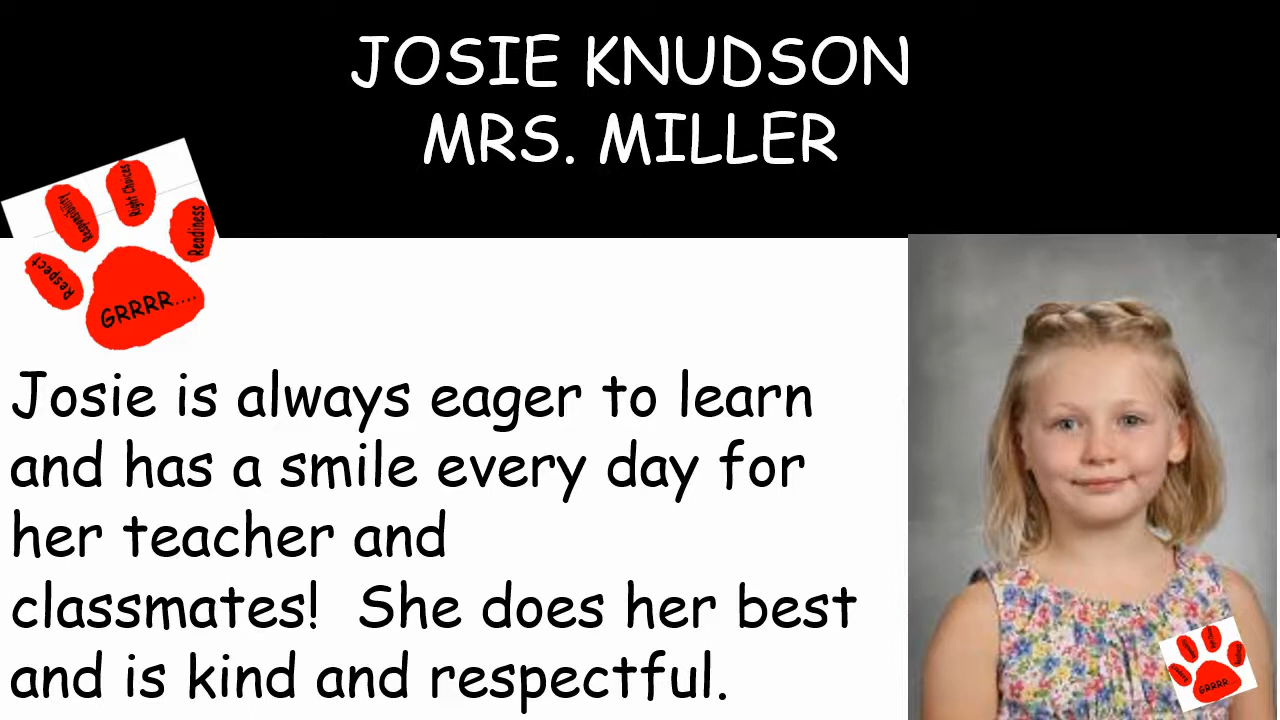 JOSIE KNUDSON
MRS. MILLER
Respect
Responsibility
Right Choices
Readiness
GRRRR....
Josie is always eager to learn
and has a smile every day for
her teacher and
classmates!  She does her best
and is kind and respectful.
GRRRR....